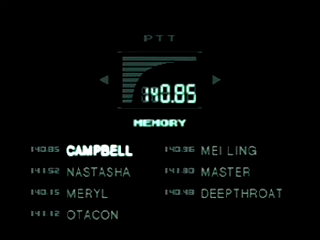 PTT
140.85
MEMORY
140.85 CAMPBELL 140.96 MEI LING
141.52 NASTASHA 141.80 MASTER
140.15 MERYL 140.48 DEEPTHROAT
141.12 OTACON